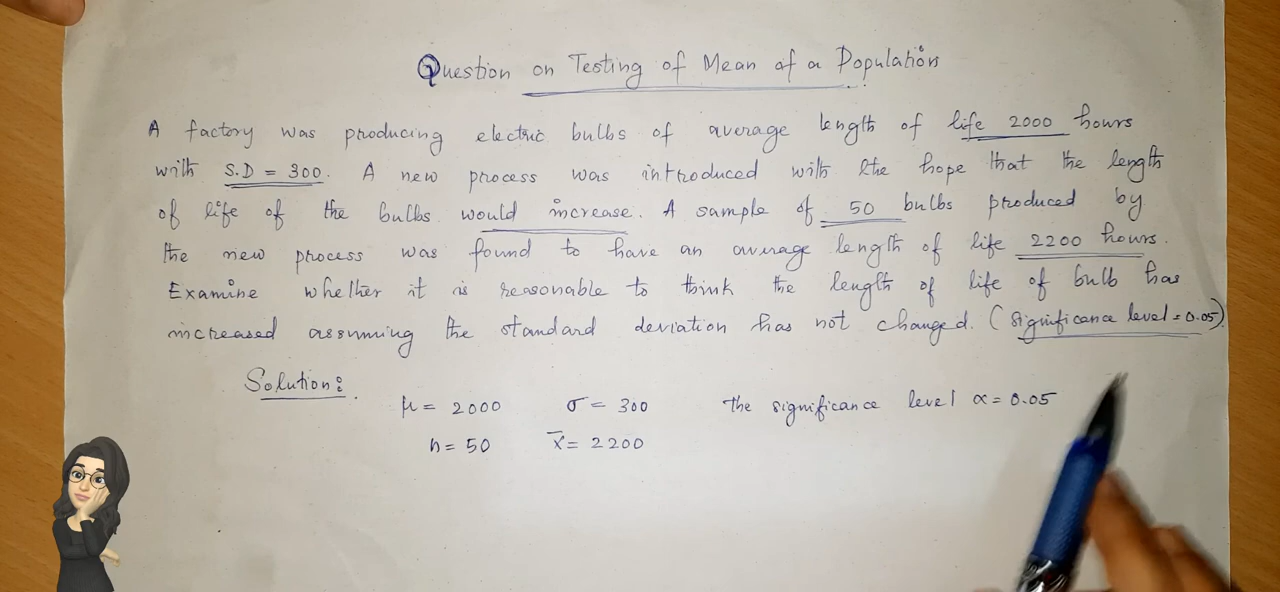 Question on Testing of Mean of a Population
A factory was producing electric bulbs of average length of life 2000 hours
with S.D = 300. A new process was introduced with the hope that the length
of life of the bulbs would increase. A sample of 50 bulbs produced by
the new process was found to have an average length of life 2200 hours.
Examine whether it is reasonable to think the length of life of bulb has
increased assuming the standard deviation has not changed. (significance level = 0.05)
Solution:
μ = 2000 σ = 300 The significance level α = 0.05
n = 50 x̄ = 2200